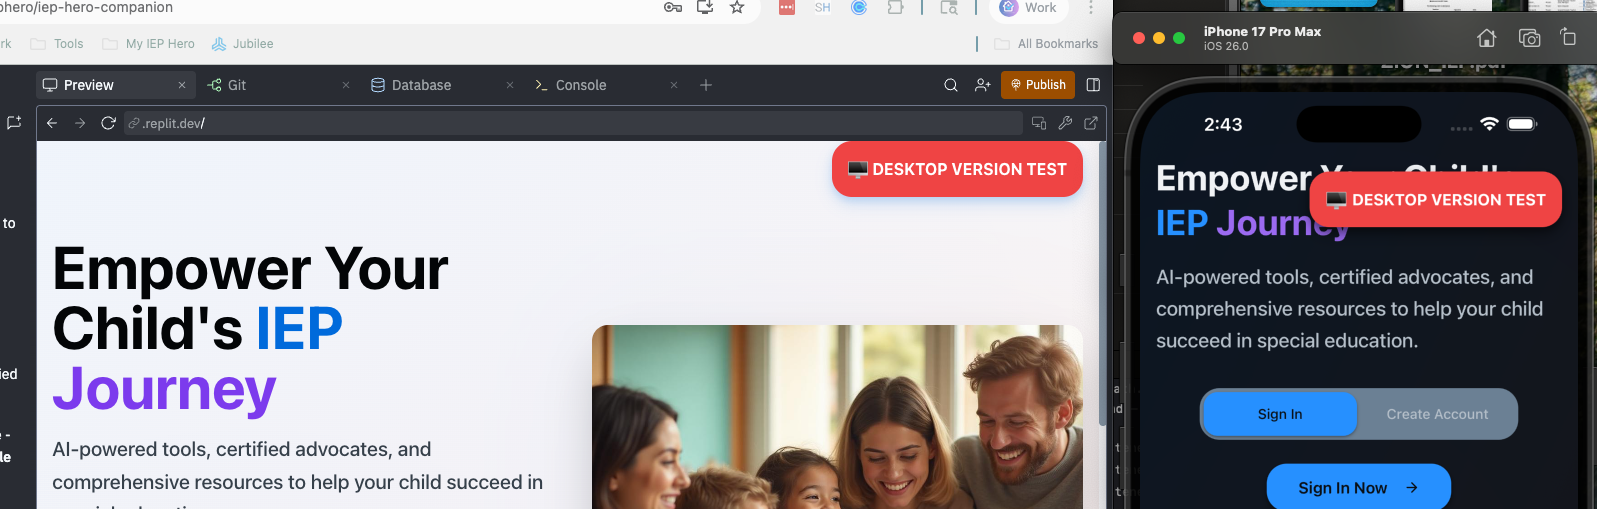 phero/iep-hero-companion
SH
Work
rk
Tools
My IEP Hero
Jubilee
All Bookmarks
Preview
Git
Database
Console
Publish
.replit.dev/
to
ied
e -
le
🖥️ DESKTOP VERSION TEST
Empower Your
Child's IEP
Journey
AI-powered tools, certified advocates, and
comprehensive resources to help your child succeed in
iPhone 17 Pro Max
iOS 26.0
2:43
Empower Your Child's
IEP Journey
🖥️ DESKTOP VERSION TEST
AI-powered tools, certified advocates, and
comprehensive resources to help your child
succeed in special education.
Sign In
Create Account
Sign In Now →